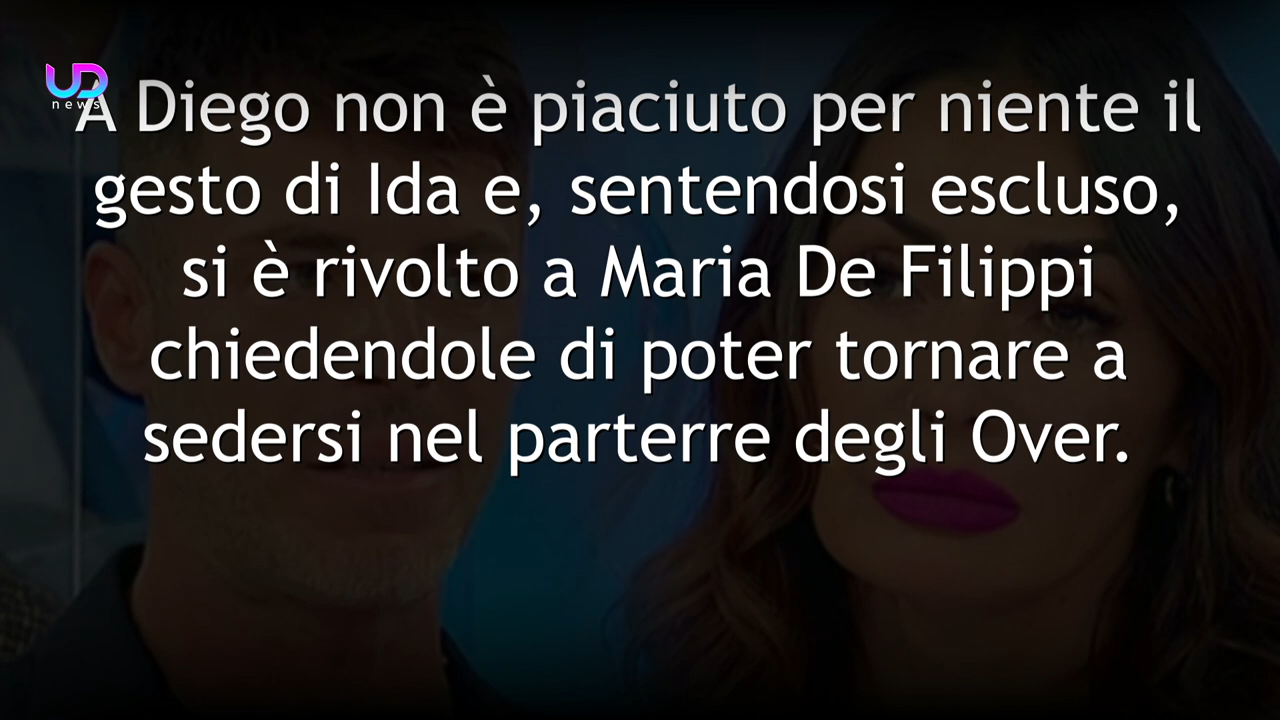 UD
news
A Diego non è piaciuto per niente il
gesto di Ida e, sentendosi escluso,
si è rivolto a Maria De Filippi
chiedendole di poter tornare a
sedersi nel parterre degli Over.